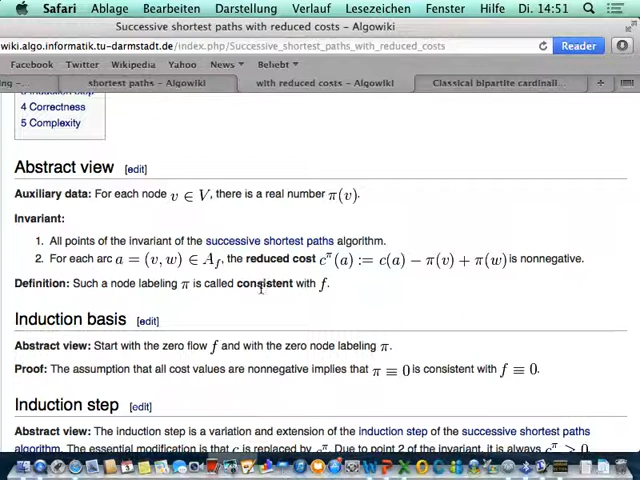 Safari Ablage Bearbeiten Darstellung Verlauf Lesezeichen Fenster Hilfe Di. 14:51
Successive shortest paths with reduced costs – Algowiki
wiki.algo.informatik.tu-darmstadt.de/index.php/Successive_shortest_paths_with_reduced_costs Reader
Facebook Twitter Wikipedia Yahoo News Beliebt
shortest paths – Algowiki with reduced costs – Algowiki Classical bipartite cardinali...
4 Correctness
5 Complexity
Abstract view [edit]
Auxiliary data: For each node v ∈ V, there is a real number π(v).
Invariant:
1. All points of the invariant of the successive shortest paths algorithm.
2. For each arc a = (v, w) ∈ A_f, the reduced cost c^π(a) := c(a) − π(v) + π(w) is nonnegative.
Definition: Such a node labeling π is called consistent with f.
Induction basis [edit]
Abstract view: Start with the zero flow f and with the zero node labeling π.
Proof: The assumption that all cost values are nonnegative implies that π ≡ 0 is consistent with f ≡ 0.
Induction step [edit]
Abstract view: The induction step is a variation and extension of the induction step of the successive shortest paths
algorithm. The essential modification is that c is replaced by c^π. Due to point 2 of the invariant, it is always c^π ≥ 0.